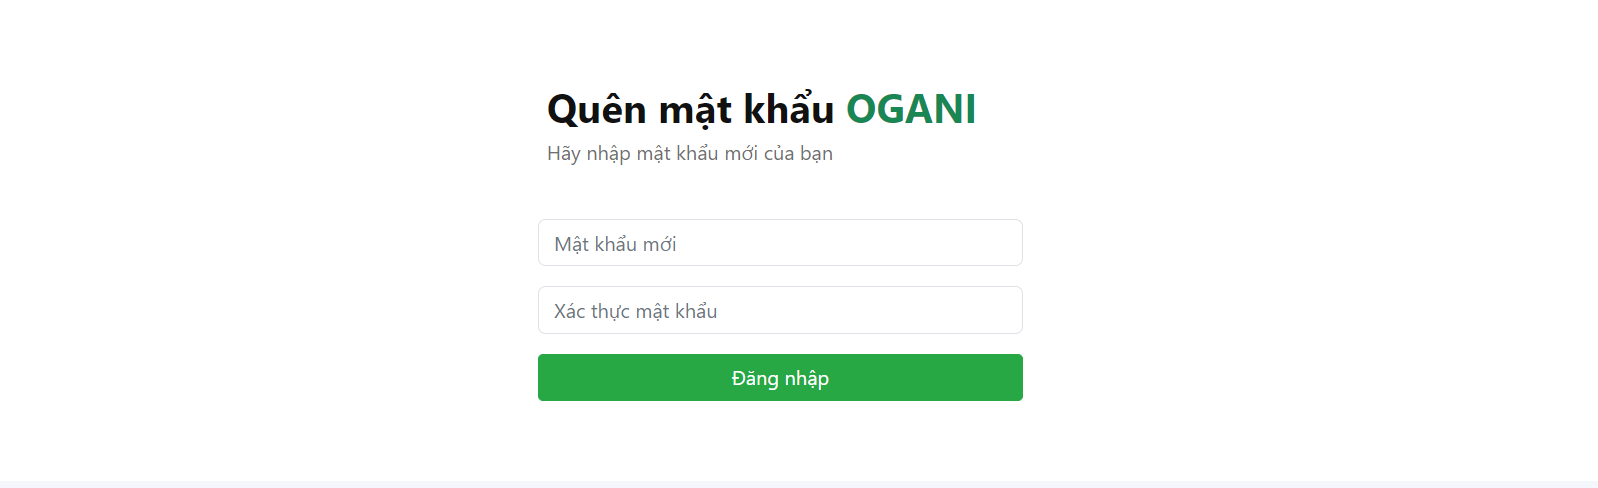 Quên mật khẩu OGANI
Hãy nhập mật khẩu mới của bạn
Mật khẩu mới
Xác thực mật khẩu
Đăng nhập